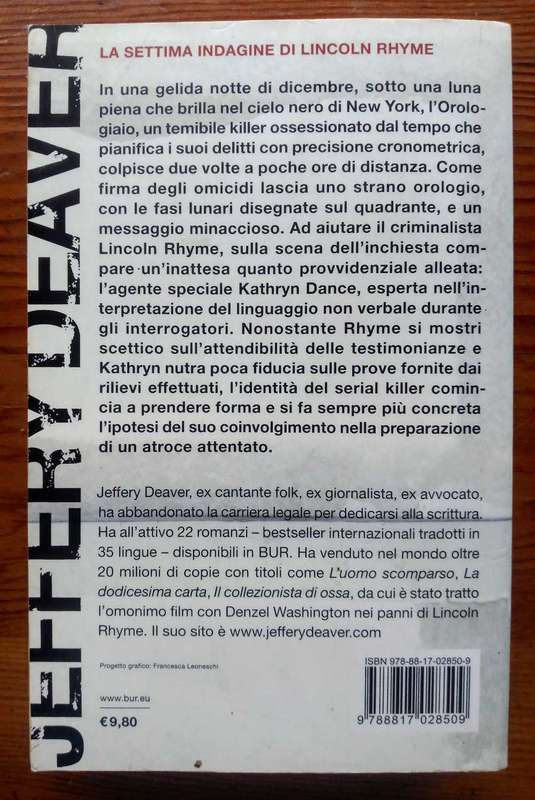 JEFFERY DEAVER
LA SETTIMA INDAGINE DI LINCOLN RHYME
In una gelida notte di dicembre, sotto una luna
piena che brilla nel cielo nero di New York, l'Orolo-
giaio, un temibile killer ossessionato dal tempo che
pianifica i suoi delitti con precisione cronometrica,
colpisce due volte a poche ore di distanza. Come
firma degli omicidi lascia uno strano orologio,
con le fasi lunari disegnate sul quadrante, e un
messaggio minaccioso. Ad aiutare il criminalista
Lincoln Rhyme, sulla scena dell'inchiesta com-
pare un'inattesa quanto provvidenziale alleata:
l'agente speciale Kathryn Dance, esperta nell'in-
terpretazione del linguaggio non verbale durante
gli interrogatori. Nonostante Rhyme si mostri
scettico sull'attendibilità delle testimonianze e
Kathryn nutra poca fiducia sulle prove fornite dai
rilievi effettuati, l'identità del serial killer comin-
cia a prendere forma e si fa sempre più concreta
l'ipotesi del suo coinvolgimento nella preparazione
di un atroce attentato.
Jeffery Deaver, ex cantante folk, ex giornalista, ex avvocato,
ha abbandonato la carriera legale per dedicarsi alla scrittura.
Ha all'attivo 22 romanzi – bestseller internazionali tradotti in
35 lingue – disponibili in BUR. Ha venduto nel mondo oltre
20 milioni di copie con titoli come L'uomo scomparso, La
dodicesima carta, Il collezionista di ossa, da cui è stato tratto
l'omonimo film con Denzel Washington nei panni di Lincoln
Rhyme. Il suo sito è www.jefferydeaver.com
Progetto grafico: Francesca Leoneschi
www.bur.eu
€ 9,80
ISBN 978-88-17-02850-9
9 788817 028509